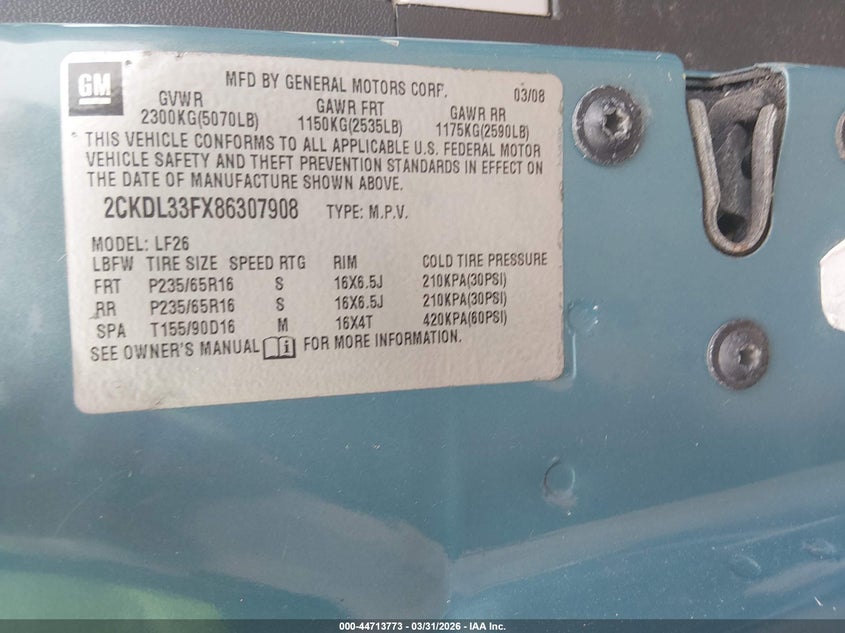 GM
MFD BY GENERAL MOTORS CORP.
03/08
GVWR GAWR FRT GAWR RR
2300KG(5070LB) 1150KG(2535LB) 1175KG(2590LB)
THIS VEHICLE CONFORMS TO ALL APPLICABLE U.S. FEDERAL MOTOR
VEHICLE SAFETY AND THEFT PREVENTION STANDARDS IN EFFECT ON
THE DATE OF MANUFACTURE SHOWN ABOVE.
2CKDL33FX86307908 TYPE: M.P.V.
MODEL: LF26
LBFW TIRE SIZE SPEED RTG RIM COLD TIRE PRESSURE
FRT P235/65R16 S 16X6.5J 210KPA(30PSI)
RR P235/65R16 S 16X6.5J 210KPA(30PSI)
SPA T155/90D16 M 16X4T 420KPA(60PSI)
SEE OWNER'S MANUAL i FOR MORE INFORMATION.
000-44713773 - 03/31/2026 - IAA Inc.